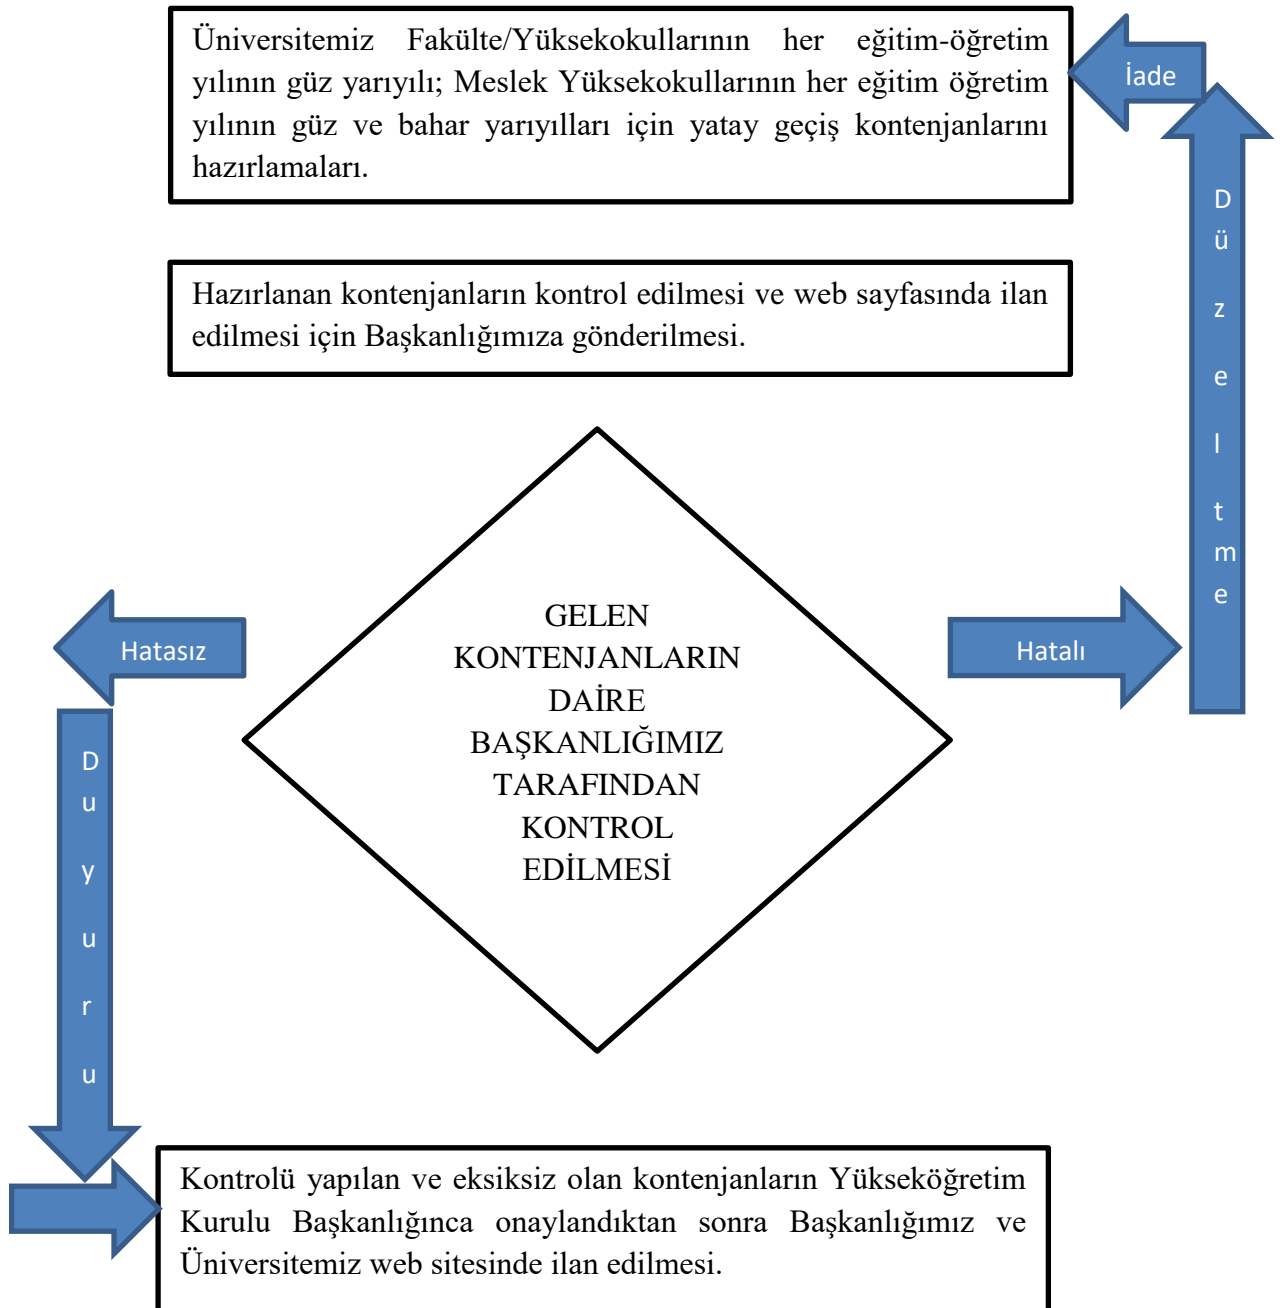 Üniversitemiz Fakülte/Yüksekokullarının her eğitim-öğretim
yılının güz yarıyılı; Meslek Yüksekokullarının her eğitim öğretim
yılının güz ve bahar yarıyılları için yatay geçiş kontenjanlarını
hazırlamaları.
İade
Düzeltme
Hazırlanan kontenjanların kontrol edilmesi ve web sayfasında ilan
edilmesi için Başkanlığımıza gönderilmesi.
GELEN
KONTENJANLARIN
DAİRE
BAŞKANLIĞIMIZ
TARAFINDAN
KONTROL
EDİLMESİ
Hatasız
Hatalı
Duyuru
Kontrolü yapılan ve eksiksiz olan kontenjanların Yükseköğretim
Kurulu Başkanlığınca onaylandıktan sonra Başkanlığımız ve
Üniversitemiz web sitesinde ilan edilmesi.